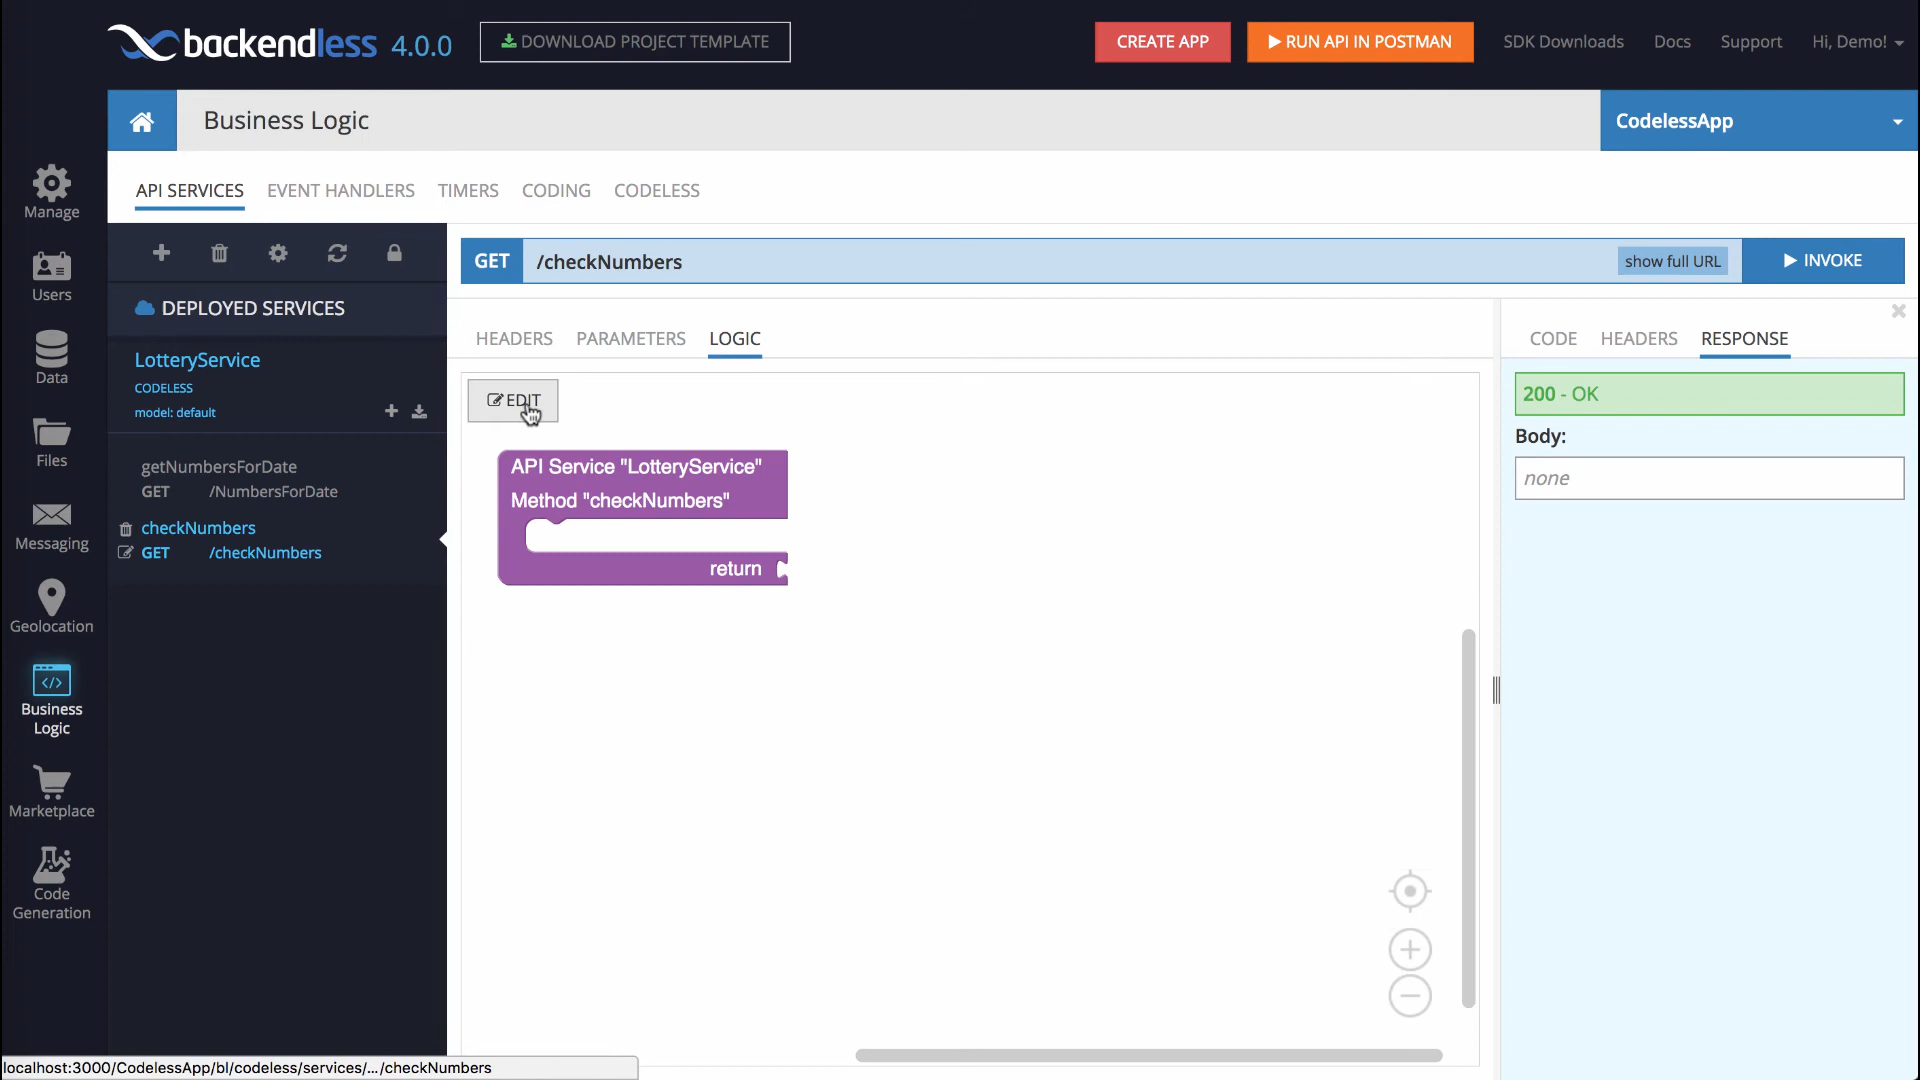 backendless 4.0.0
DOWNLOAD PROJECT TEMPLATE
CREATE APP
RUN API IN POSTMAN
SDK Downloads
Docs
Support
Hi, Demo!
Business Logic
CodelessApp
Manage
Users
Data
Files
Messaging
Geolocation
Business
Logic
Marketplace
Code
Generation
API SERVICES
EVENT HANDLERS
TIMERS
CODING
CODELESS
DEPLOYED SERVICES
LotteryService
CODELESS
model: default
getNumbersForDate
GET /NumbersForDate
checkNumbers
GET /checkNumbers
GET /checkNumbers
show full URL
INVOKE
HEADERS
PARAMETERS
LOGIC
EDIT
API Service "LotteryService"
Method "checkNumbers"
return
CODE
HEADERS
RESPONSE
200 - OK
Body:
none
localhost:3000/CodelessApp/bl/codeless/services/.../checkNumbers